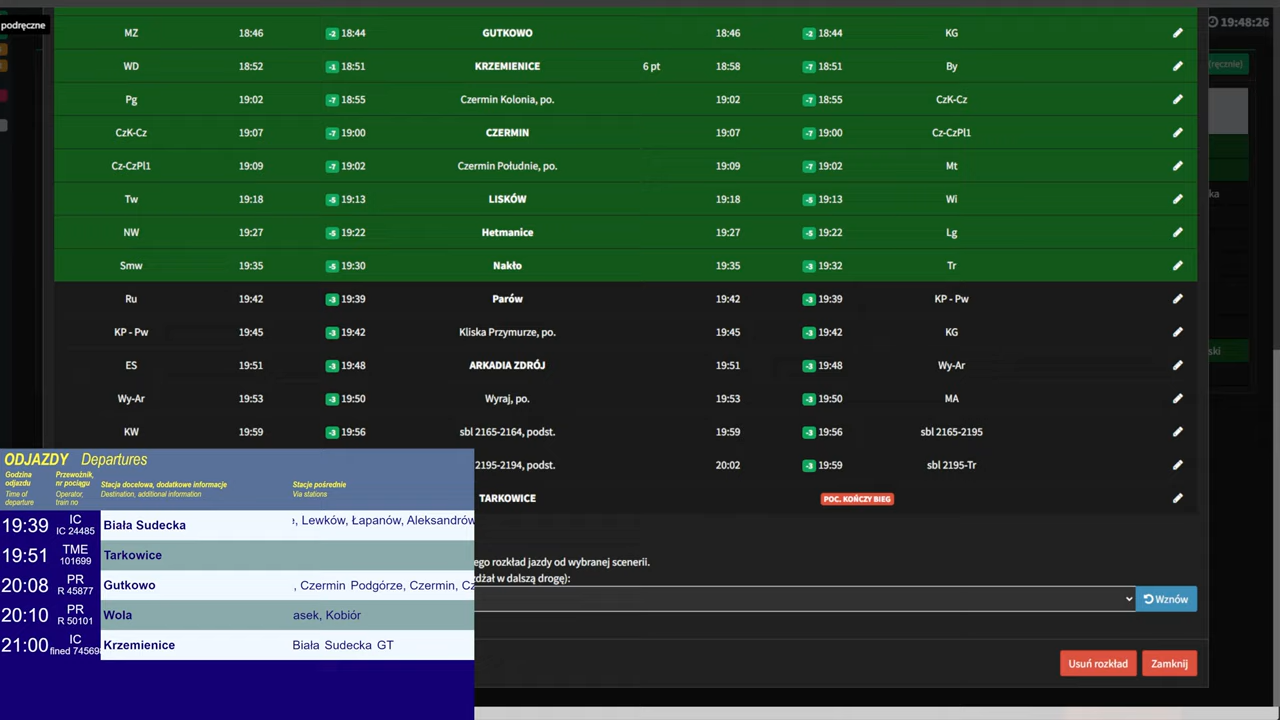 podręczne
19:48:26
MZ 18:46 -2 18:44 GUTKOWO 18:46 -2 18:44 KG
WD 18:52 -1 18:51 KRZEMIENICE 6 pt 18:58 -7 18:51 By
(ręcznie)
Pg 19:02 -7 18:55 Czermin Kolonia, po. 19:02 -7 18:55 CzK-Cz
CzK-Cz 19:07 -7 19:00 CZERMIN 19:07 -7 19:00 Cz-CzPl1
Cz-CzPl1 19:09 -7 19:02 Czermin Południe, po. 19:09 -7 19:02 Mt
Tw 19:18 -5 19:13 LISKÓW 19:18 -5 19:13 Wi
ka
NW 19:27 -5 19:22 Hetmanice 19:27 -5 19:22 Lg
Smw 19:35 -5 19:30 Nakło 19:35 -3 19:32 Tr
Ru 19:42 -3 19:39 Parów 19:42 -3 19:39 KP - Pw
KP - Pw 19:45 -3 19:42 Kliska Przymurze, po. 19:45 -3 19:42 KG
ski
ES 19:51 -3 19:48 ARKADIA ZDRÓJ 19:51 -3 19:48 Wy-Ar
Wy-Ar 19:53 -3 19:50 Wyraj, po. 19:53 -3 19:50 MA
KW 19:59 -3 19:56 sbl 2165-2164, podst. 19:59 -3 19:56 sbl 2165-2195
2195-2194, podst. 20:02 -3 19:59 sbl 2195-Tr
TARKOWICE POC. KOŃCZY BIEG
ego rozkład jazdy od wybranej scenerii.
dżał w dalszą drogę):
Wznów
Usuń rozkład Zamknij
ODJAZDY Departures
Godzina odjazdu Przewoźnik, nr pociągu Stacja docelowa, dodatkowe informacje Stacje pośrednie
Time of departure Operator, train no Destination, additional information Via stations
19:39 IC IC 24485 Biała Sudecka , Lewków, Łapanów, Aleksandrów
19:51 TME 101699 Tarkowice
20:08 PR R 45877 Gutkowo , Czermin Podgórze, Czermin, Cz
20:10 PR R 50101 Wola asek, Kobiór
21:00 IC fined 74569 Krzemienice Biała Sudecka GT